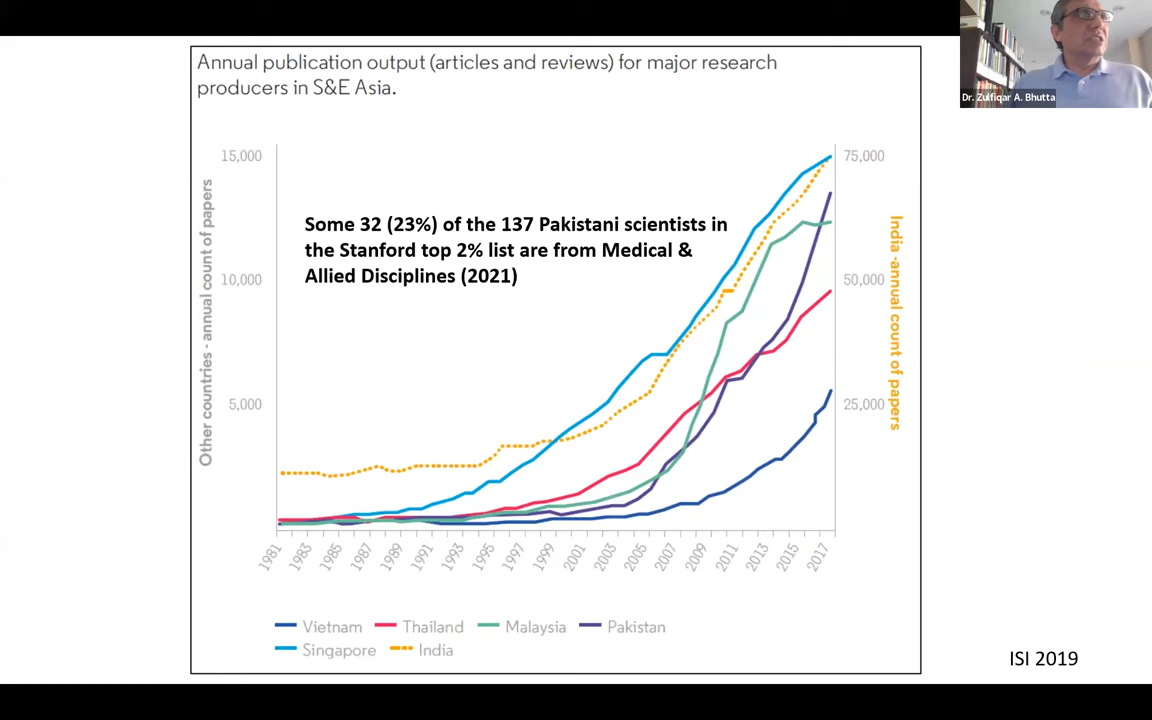 Annual publication output (articles and reviews) for major research
producers in S&E Asia.
Dr. Zulfiqar A. Bhutta
15,000
10,000
5,000
Other countries - annual count of papers
Some 32 (23%) of the 137 Pakistani scientists in
the Stanford top 2% list are from Medical &
Allied Disciplines (2021)
75,000
50,000
25,000
India -annual count of papers
1981
1983
1985
1987
1989
1991
1993
1995
1997
1999
2001
2003
2005
2007
2009
2011
2013
2015
2017
Vietnam Thailand Malaysia Pakistan
Singapore India
ISI 2019